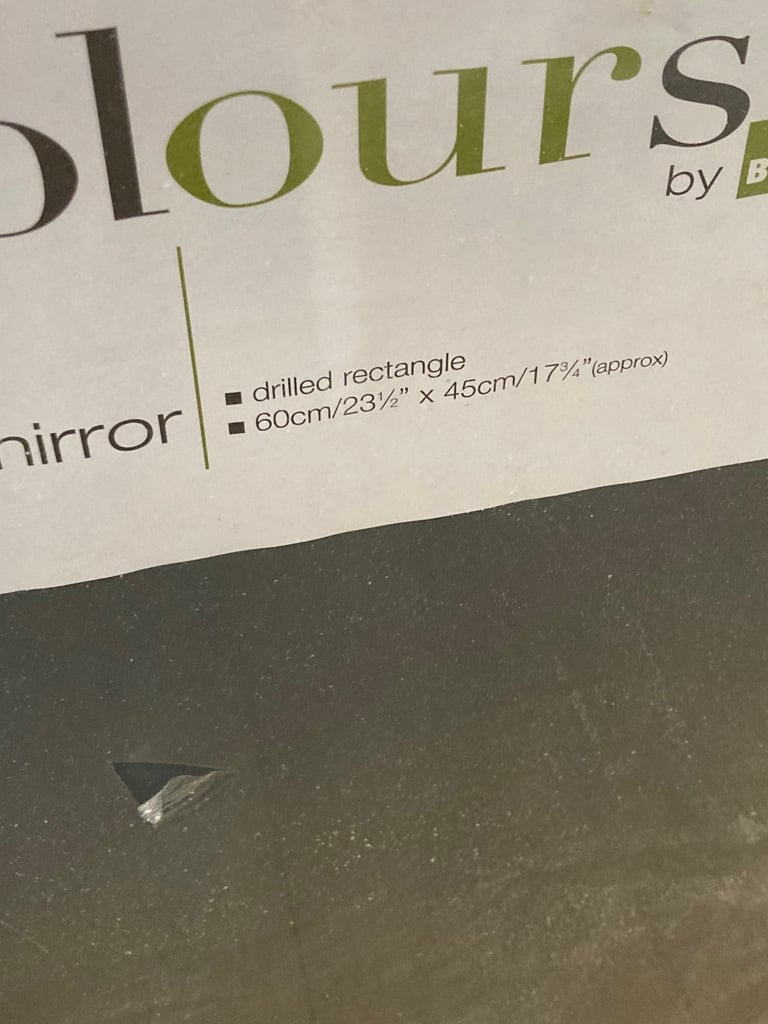 olours
by B
mirror
■ drilled rectangle
■ 60cm/23½” x 45cm/17¾”(approx)